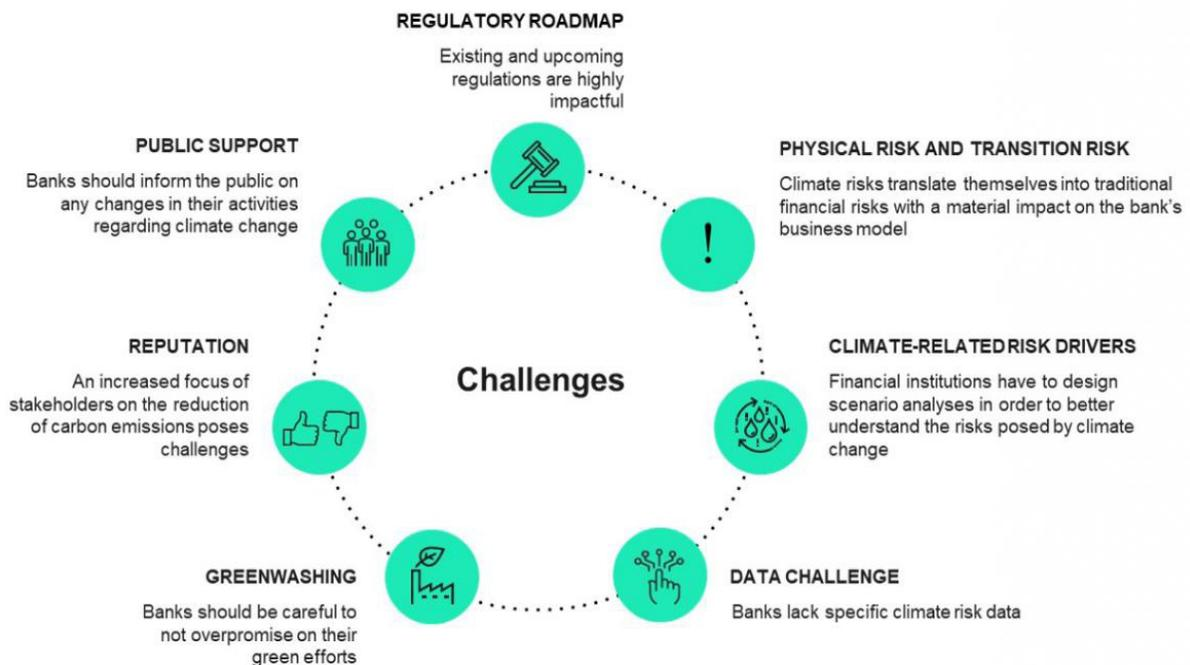 REGULATORY ROADMAP
Existing and upcoming
regulations are highly
impactful
PUBLIC SUPPORT
Banks should inform the public on
any changes in their activities
regarding climate change
PHYSICAL RISK AND TRANSITION RISK
Climate risks translate themselves into traditional
financial risks with a material impact on the bank's
business model
REPUTATION
An increased focus of
stakeholders on the reduction
of carbon emissions poses
challenges
Challenges
CLIMATE-RELATED RISK DRIVERS
Financial institutions have to design
scenario analyses in order to better
understand the risks posed by climate
change
GREENWASHING
Banks should be careful to
not overpromise on their
green efforts
DATA CHALLENGE
Banks lack specific climate risk data